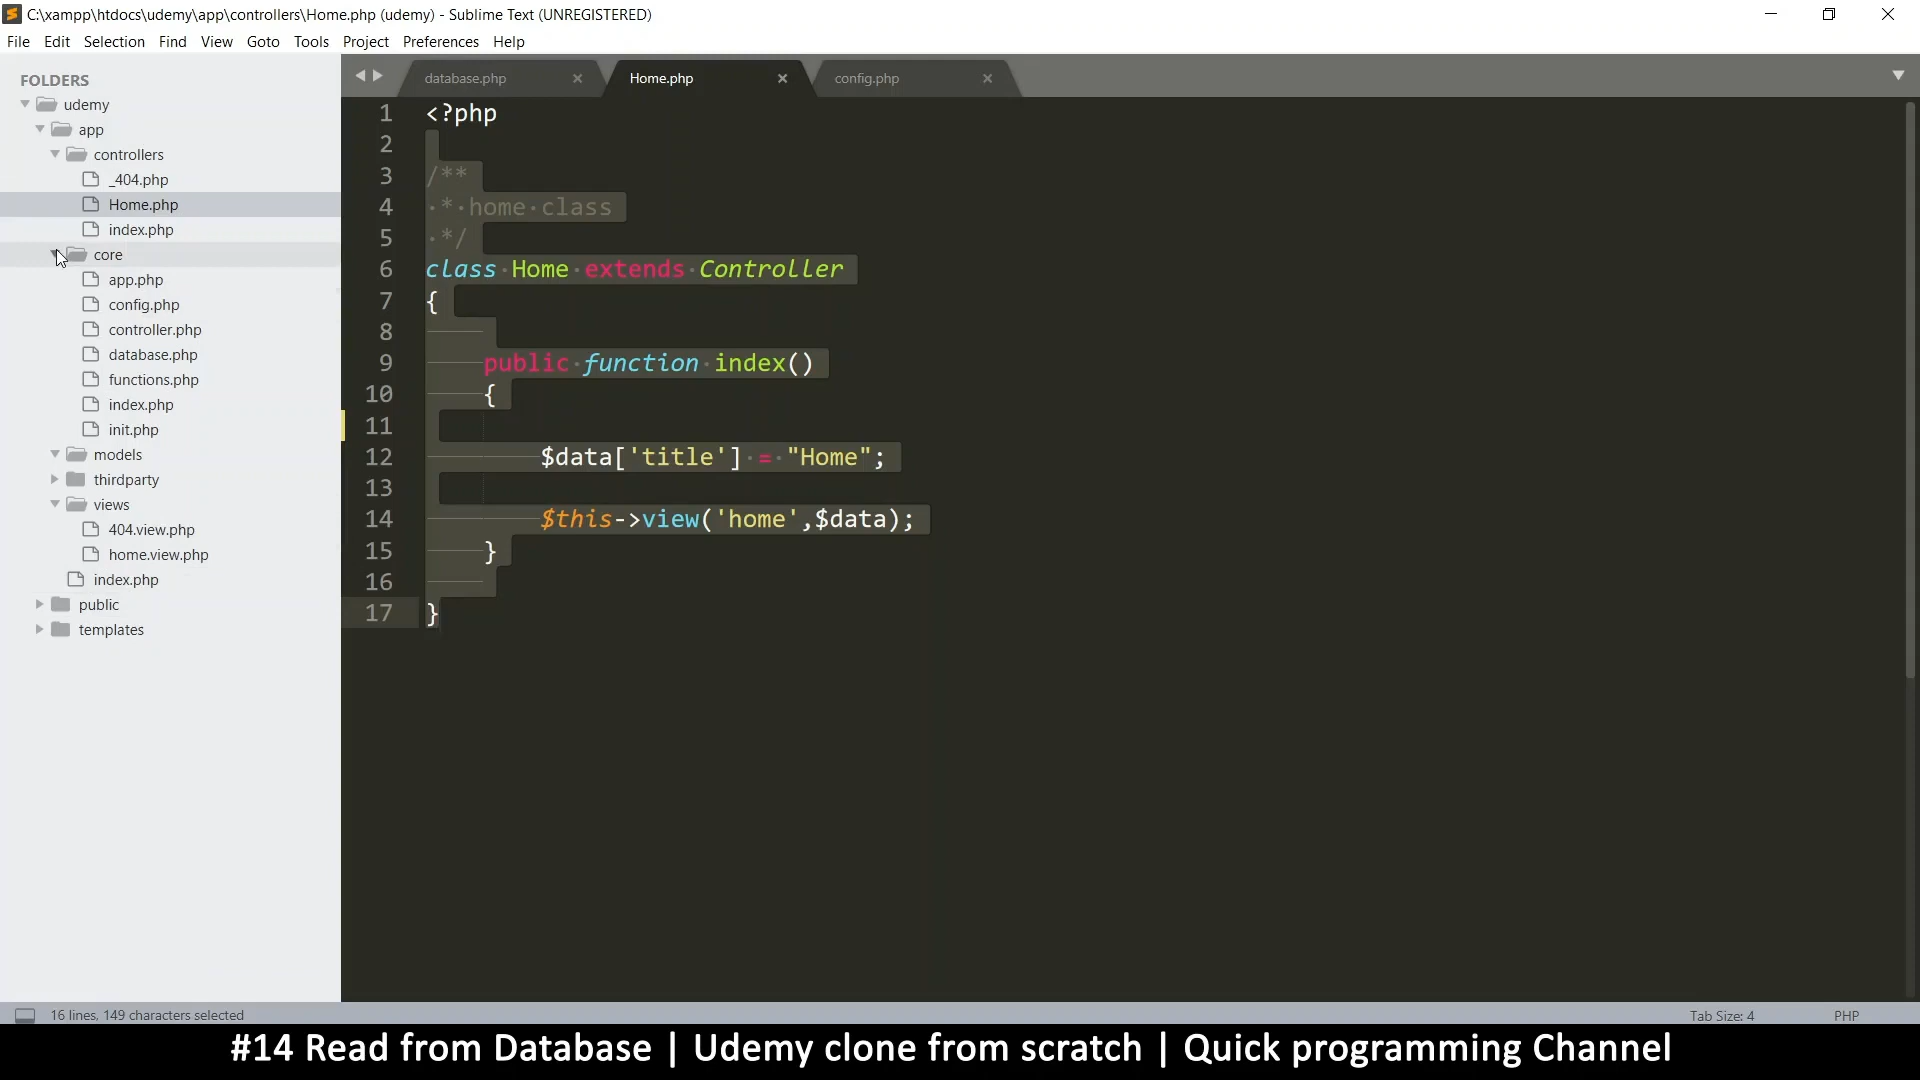 C:\xampp\htdocs\udemy\app\controllers\Home.php (udemy) - Sublime Text (UNREGISTERED)
File Edit Selection Find View Goto Tools Project Preferences Help
FOLDERS
udemy
app
controllers
_404.php
Home.php
index.php
core
app.php
config.php
controller.php
database.php
functions.php
index.php
init.php
models
thirdparty
views
404.view.php
home.view.php
index.php
public
templates
database.php Home.php config.php
1 <?php
2
3 /**
4 * home class
5 */
6 class Home extends Controller
7 {
8
9 public function index()
10 {
11
12 $data['title'] = "Home";
13
14 $this->view('home',$data);
15 }
16
17 }
16 lines, 149 characters selected Tab Size: 4 PHP
#14 Read from Database | Udemy clone from scratch | Quick programming Channel